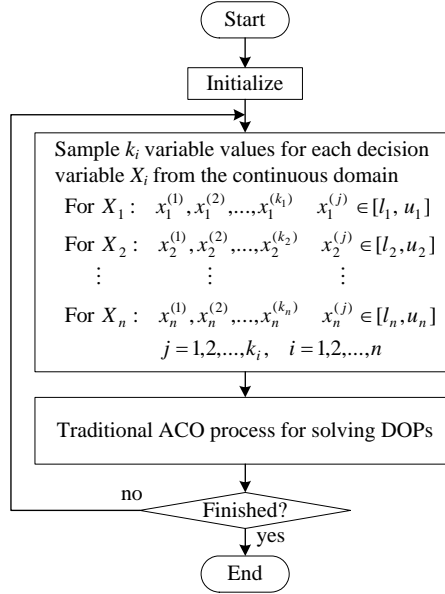 Start
Initialize
Sample k_i variable values for each decision
variable X_i from the continuous domain
For X_1: x_1^(1), x_1^(2),..., x_1^(k_1) x_1^(j) ∈[l_1, u_1]
For X_2: x_2^(1), x_2^(2),..., x_2^(k_2) x_2^(j) ∈[l_2, u_2]
⋮ ⋮ ⋮
For X_n: x_n^(1), x_n^(2),..., x_n^(k_n) x_n^(j) ∈[l_n, u_n]
j = 1,2,...,k_i, i = 1,2,...,n
Traditional ACO process for solving DOPs
no
Finished?
yes
End